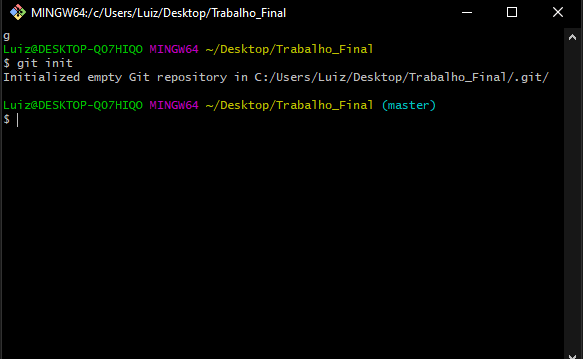 MINGW64:/c/Users/Luiz/Desktop/Trabalho_Final
g
Luiz@DESKTOP-QO7HIQO MINGW64 ~/Desktop/Trabalho_Final
$ git init
Initialized empty Git repository in C:/Users/Luiz/Desktop/Trabalho_Final/.git/
Luiz@DESKTOP-QO7HIQO MINGW64 ~/Desktop/Trabalho_Final (master)
$